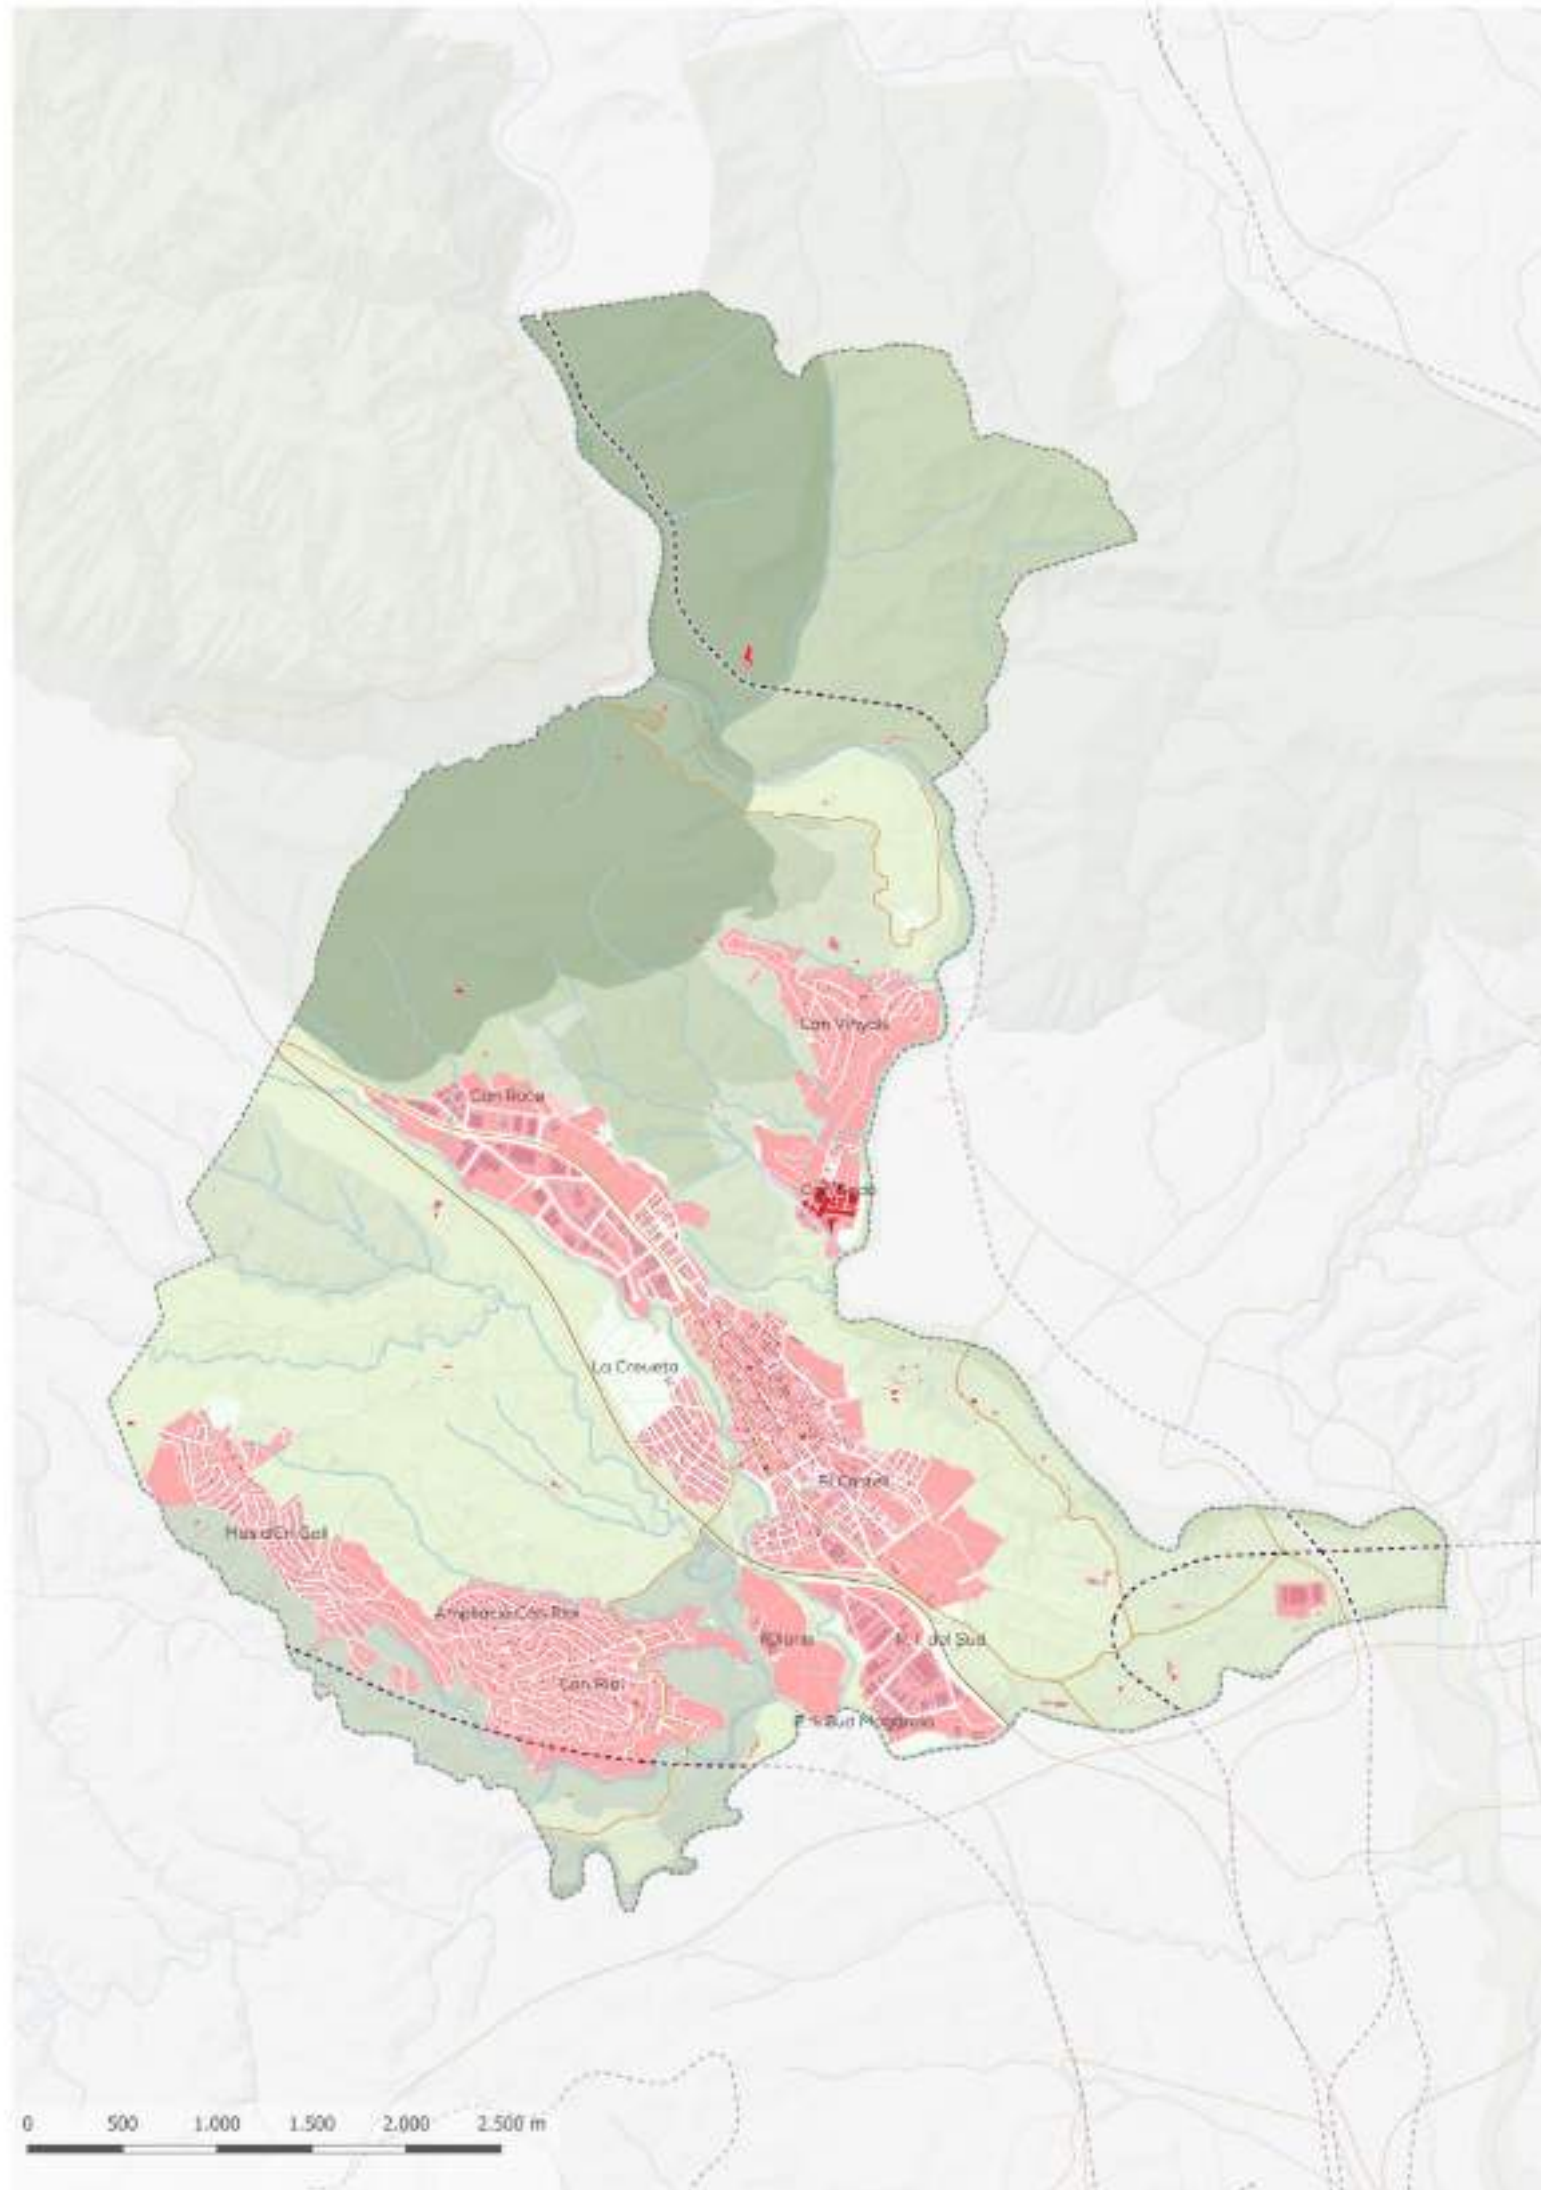 Can Vinyals
Can Roca
La Creueta
El Castell
Mas d'En Gall
Ampliació Can Rial
Can Rial
P. I. del Sud
0 500 1.000 1.500 2.000 2.500 m